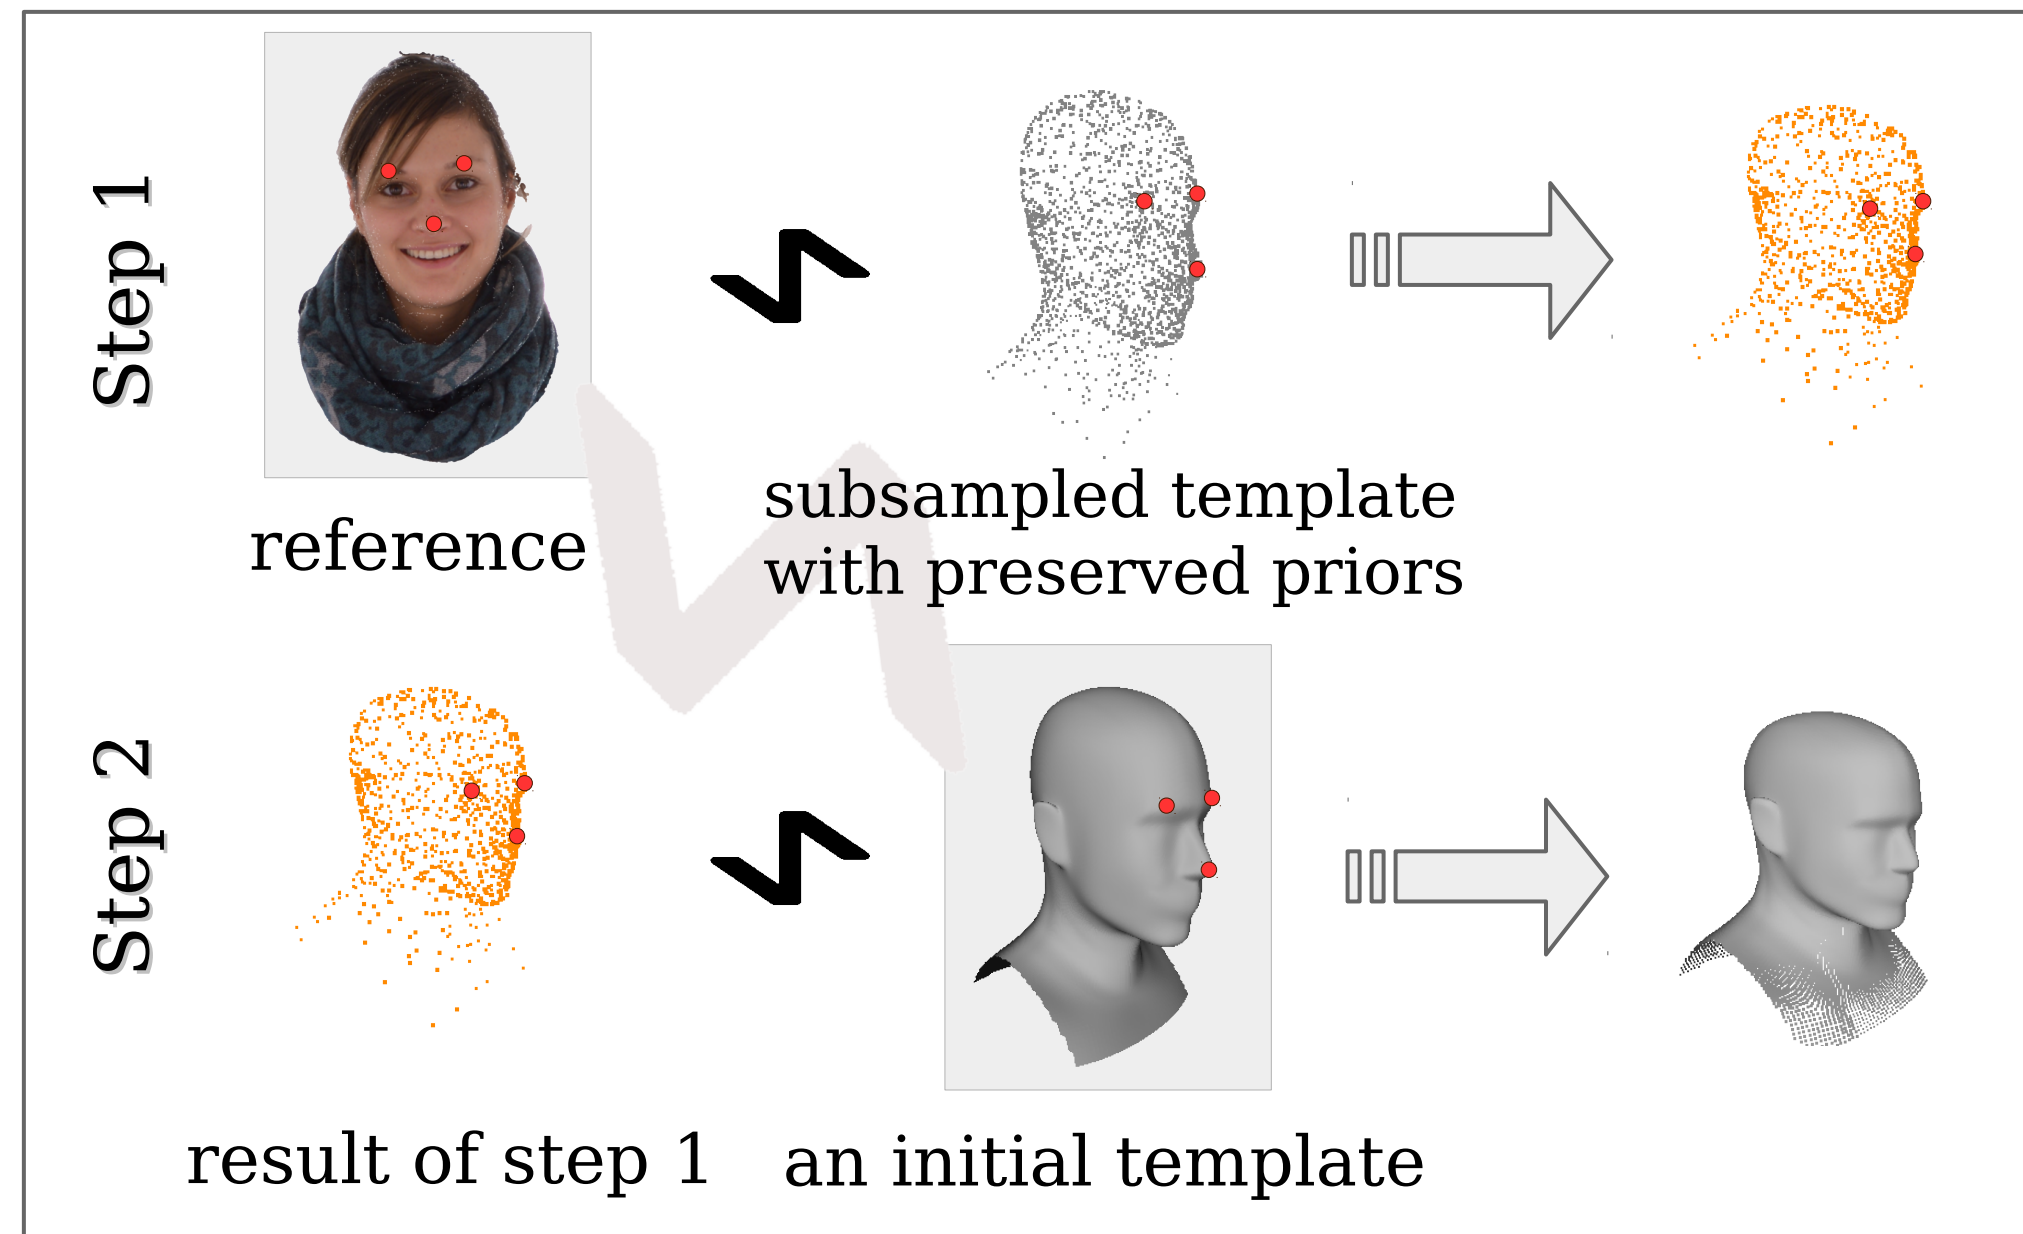 Step 1
reference
subsampled template
with preserved priors
Step 2
result of step 1
an initial template